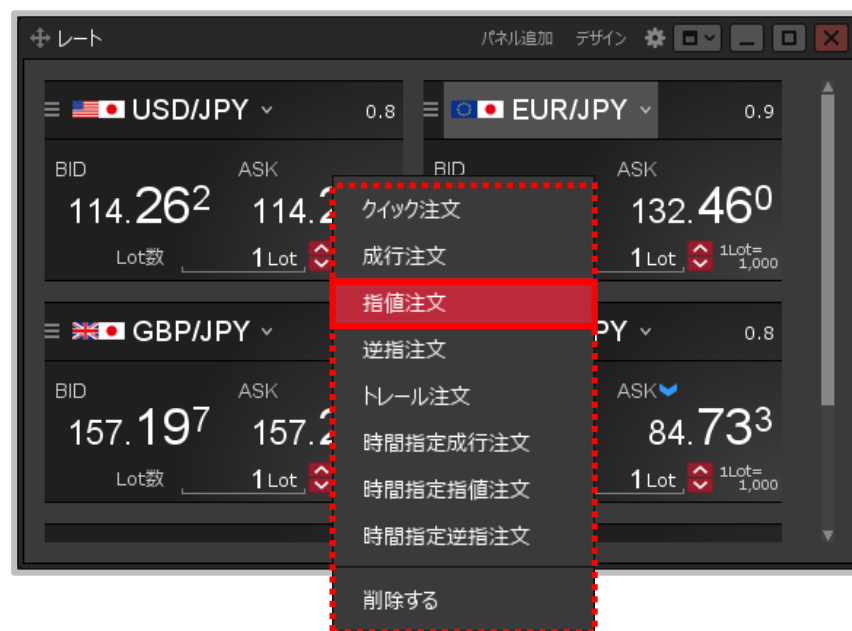 レート
パネル追加 デザイン
USD/JPY 0.8
BID ASK
114.262 114.2
Lot数 1 Lot
EUR/JPY 0.9
BID ASK
132.460
1 Lot 1Lot=
1,000
GBP/JPY
BID ASK
157.197 157.2
Lot数 1 Lot
PY 0.8
ASK
84.733
1 Lot 1Lot=
1,000
クイック注文
成行注文
指値注文
逆指注文
トレール注文
時間指定成行注文
時間指定指値注文
時間指定逆指注文
削除する